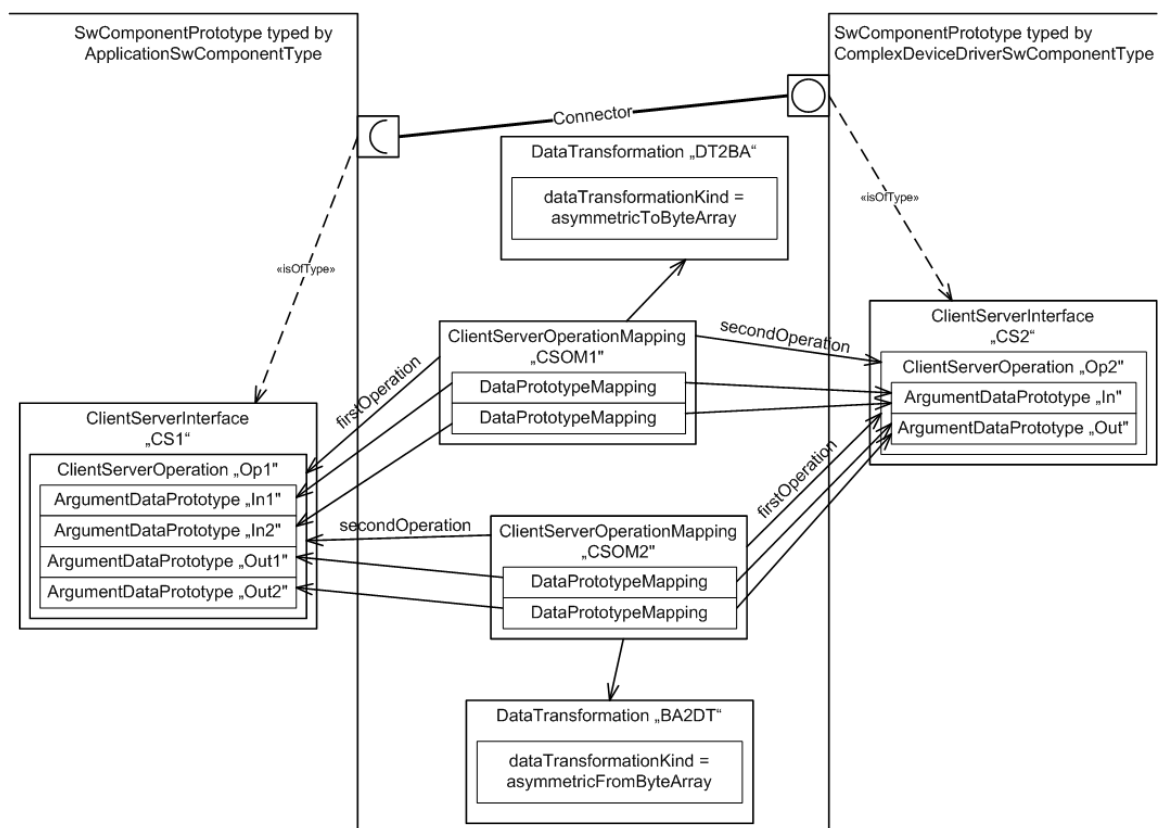 SwComponentPrototype typed by
ApplicationSwComponentType
SwComponentPrototype typed by
ComplexDeviceDriverSwComponentType
Connector
DataTransformation „DT2BA“
dataTransformationKind =
asymmetricToByteArray
«isOfType»
«isOfType»
ClientServerOperationMapping
„CSOM1"
DataPrototypeMapping
DataPrototypeMapping
firstOperation
secondOperation
ClientServerInterface
„CS2“
ClientServerOperation „Op2"
ArgumentDataPrototype „In"
ArgumentDataPrototype „Out"
ClientServerInterface
„CS1“
ClientServerOperation „Op1"
ArgumentDataPrototype „In1"
ArgumentDataPrototype „In2"
ArgumentDataPrototype „Out1"
ArgumentDataPrototype „Out2"
secondOperation
firstOperation
ClientServerOperationMapping
„CSOM2"
DataPrototypeMapping
DataPrototypeMapping
DataTransformation „BA2DT“
dataTransformationKind =
asymmetricFromByteArray